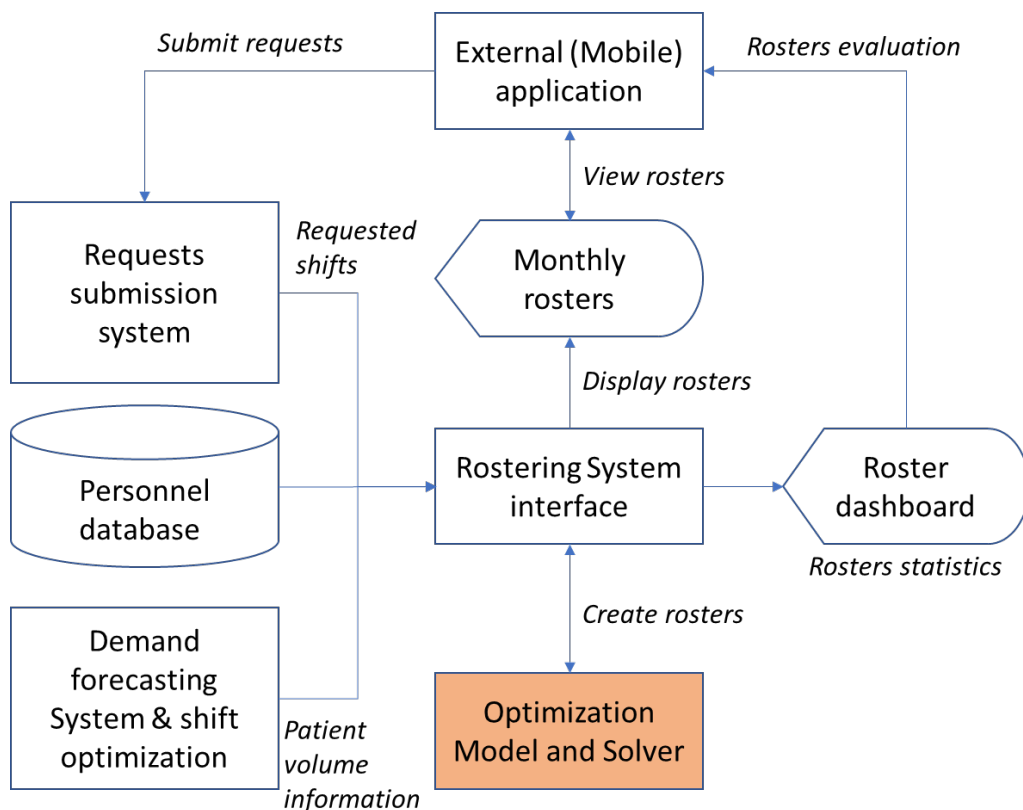 Submit requests
External (Mobile)
application
Rosters evaluation
View rosters
Requests
submission
system
Requested
shifts
Monthly
rosters
Display rosters
Personnel
database
Rostering System
interface
Roster
dashboard
Rosters statistics
Create rosters
Demand
forecasting
System & shift
optimization
Patient
volume
information
Optimization
Model and Solver